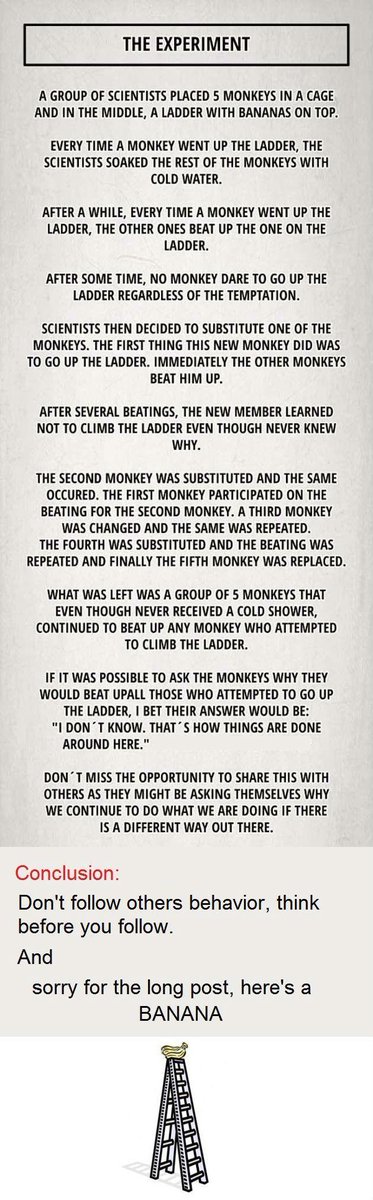 THE EXPERIMENT
A GROUP OF SCIENTISTS PLACED 5 MONKEYS IN A CAGE
AND IN THE MIDDLE, A LADDER WITH BANANAS ON TOP.
EVERY TIME A MONKEY WENT UP THE LADDER, THE
SCIENTISTS SOAKED THE REST OF THE MONKEYS WITH
COLD WATER.
AFTER A WHILE, EVERY TIME A MONKEY WENT UP THE
LADDER, THE OTHER ONES BEAT UP THE ONE ON THE
LADDER.
AFTER SOME TIME, NO MONKEY DARE TO GO UP THE
LADDER REGARDLESS OF THE TEMPTATION.
SCIENTISTS THEN DECIDED TO SUBSTITUTE ONE OF THE
MONKEYS. THE FIRST THING THIS NEW MONKEY DID WAS
TO GO UP THE LADDER. IMMEDIATELY THE OTHER MONKEYS
BEAT HIM UP.
AFTER SEVERAL BEATINGS, THE NEW MEMBER LEARNED
NOT TO CLIMB THE LADDER EVEN THOUGH NEVER KNEW
WHY.
THE SECOND MONKEY WAS SUBSTITUTED AND THE SAME
OCCURED. THE FIRST MONKEY PARTICIPATED ON THE
BEATING FOR THE SECOND MONKEY. A THIRD MONKEY
WAS CHANGED AND THE SAME WAS REPEATED.
THE FOURTH WAS SUBSTITUTED AND THE BEATING WAS
REPEATED AND FINALLY THE FIFTH MONKEY WAS REPLACED.
WHAT WAS LEFT WAS A GROUP OF 5 MONKEYS THAT
EVEN THOUGH NEVER RECEIVED A COLD SHOWER,
CONTINUED TO BEAT UP ANY MONKEY WHO ATTEMPTED
TO CLIMB THE LADDER.
IF IT WAS POSSIBLE TO ASK THE MONKEYS WHY THEY
WOULD BEAT UPALL THOSE WHO ATTEMPTED TO GO UP
THE LADDER, I BET THEIR ANSWER WOULD BE:
"I DON´T KNOW. THAT´S HOW THINGS ARE DONE
AROUND HERE."
DON´T MISS THE OPPORTUNITY TO SHARE THIS WITH
OTHERS AS THEY MIGHT BE ASKING THEMSELVES WHY
WE CONTINUE TO DO WHAT WE ARE DOING IF THERE
IS A DIFFERENT WAY OUT THERE.
Conclusion:
Don't follow others behavior, think
before you follow.
And
sorry for the long post, here's a
BANANA